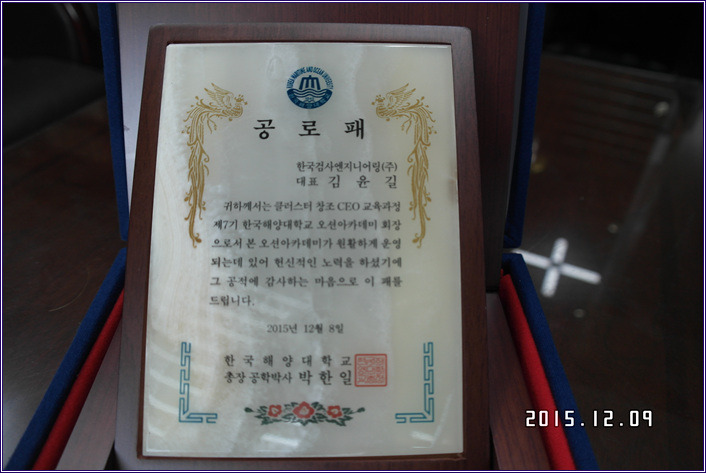 KOREA MARITIME AND OCEAN UNIVERSITY
공 로 패
한국검사엔지니어링(주)
대표 김 윤 길
귀하께서는 클러스터 창조 CEO 교육과정
제7기 한국해양대학교 오션아카데미 회장
으로서 본 오션아카데미가 원활하게 운영
되는데 있어 헌신적인 노력을 하셨기에
그 공적에 감사하는 마음으로 이 패를
드립니다.
2015년 12월 8일
한 국 해 양 대 학 교
총장 공학박사 박 한 일
2015.12.09